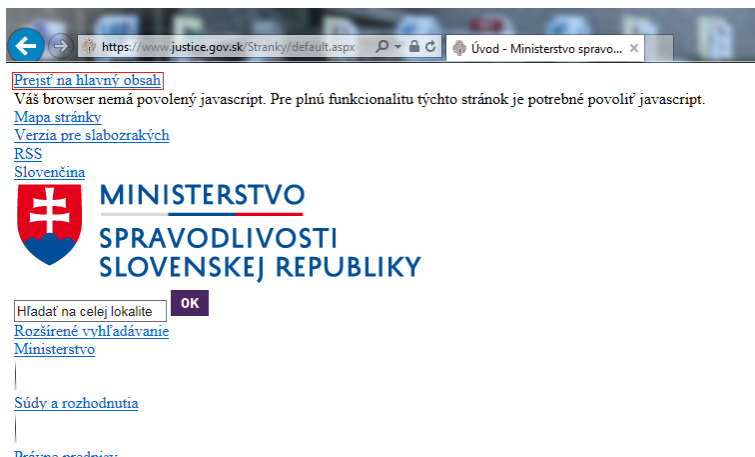 https://www.justice.gov.sk/Stranky/default.aspx
Úvod - Ministerstvo spravo...
Prejsť na hlavný obsah
Váš browser nemá povolený javascript. Pre plnú funkcionalitu týchto stránok je potrebné povoliť javascript.
Mapa stránky
Verzia pre slabozrakých
RSS
Slovenčina
MINISTERSTVO
SPRAVODLIVOSTI
SLOVENSKEJ REPUBLIKY
Hľadať na celej lokalite
OK
Rozšírené vyhľadávanie
Ministerstvo
Súdy a rozhodnutia
Právne predpisy